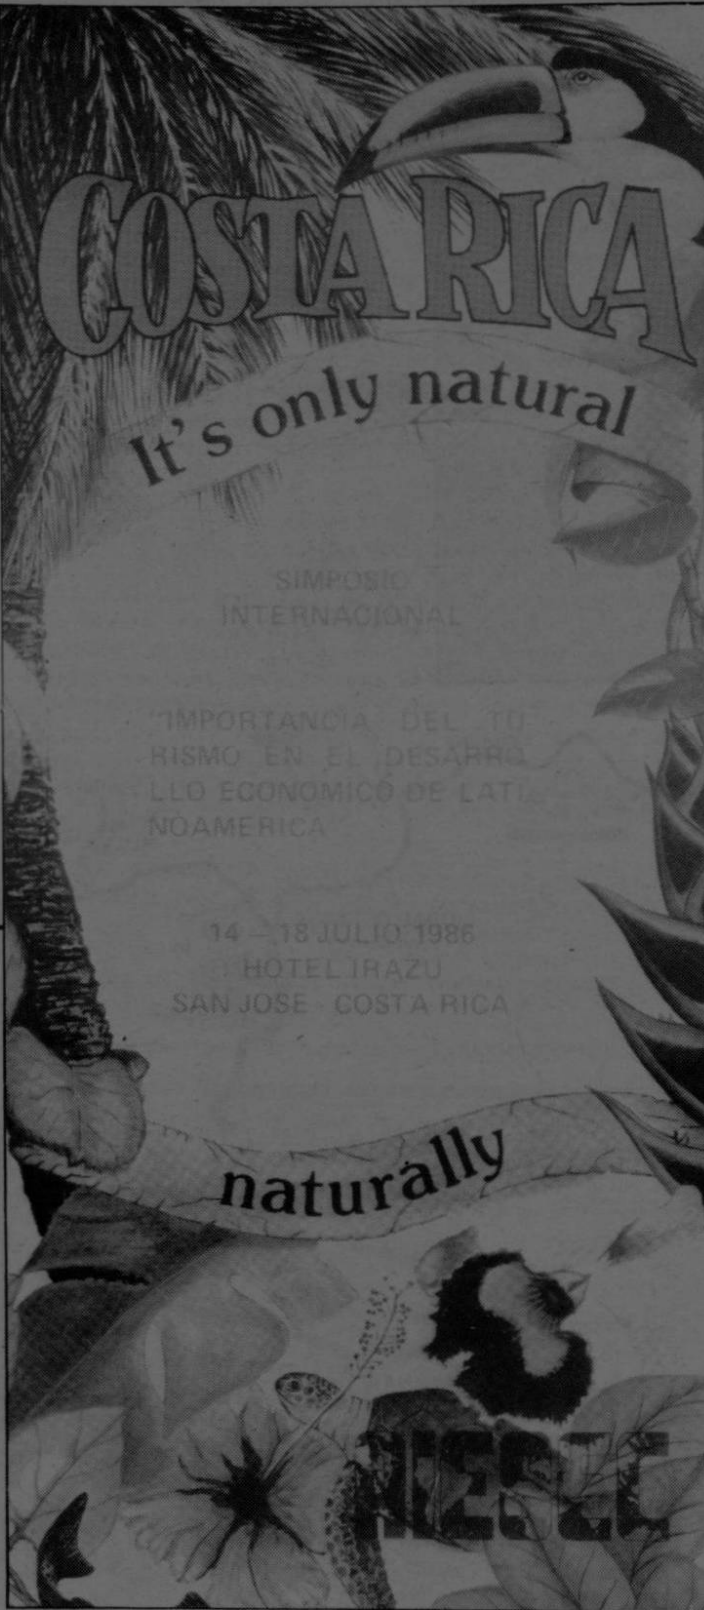 COSTA RICA
It's only natural
SIMPOSIO
INTERNACIONAL
"IMPORTANCIA DEL TU
RISMO EN EL DESARRO
LLO ECONOMICO DE LATI
NOAMERICA
14 – 18 JULIO 1986
HOTEL IRAZU
SAN JOSE - COSTA RICA
naturally